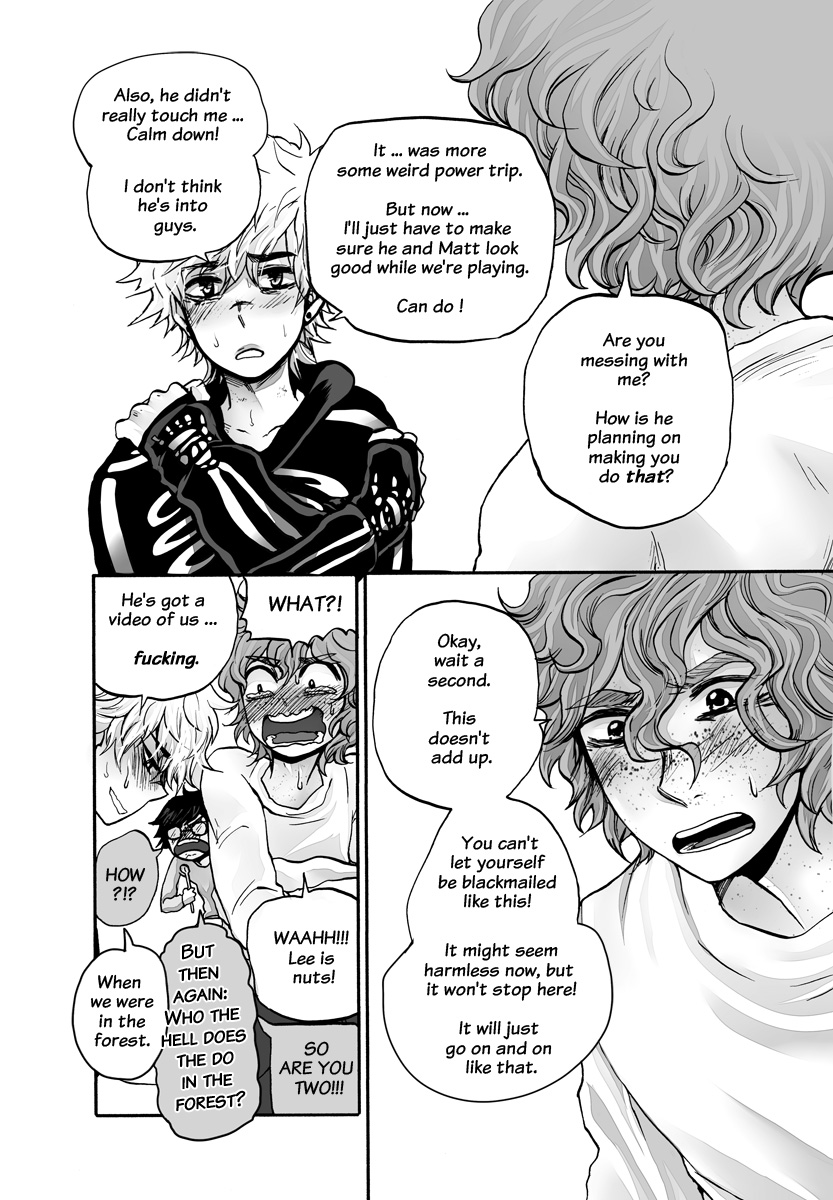 Also, he didn't
really touch me ...
Calm down!
I don't think
he's into
guys.
It ... was more
some weird power trip.
But now ...
I'll just have to make
sure he and Matt look
good while we're playing.
Can do !
Are you
messing with
me?
How is he
planning on
making you
do that?
He's got a
video of us ...
fucking.
WHAT?!
HOW
?!?
When
we were
in the
forest.
BUT
THEN
AGAIN:
WHO THE
HELL DOES
THE DO
IN THE
FOREST?
WAAHH!!!
Lee is
nuts!
SO
ARE YOU
TWO!!!
Okay,
wait a
second.
This
doesn't
add up.
You can't
let yourself
be blackmailed
like this!
It might seem
harmless now, but
it won't stop here!
It will just
go on and on
like that.